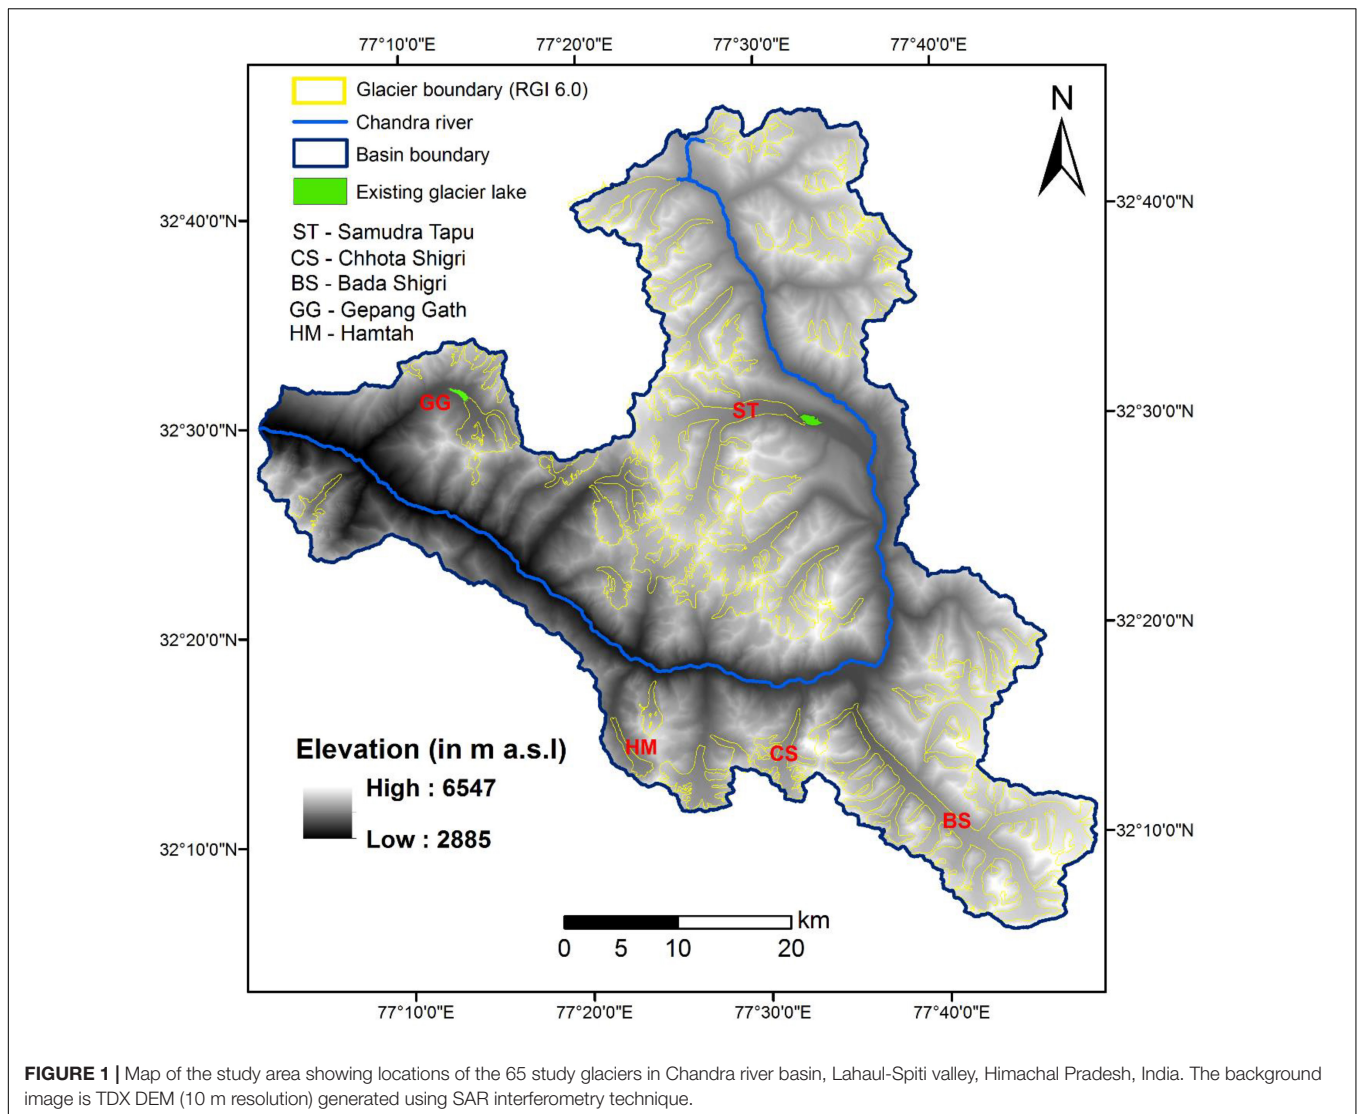 77°10'0"E 77°20'0"E 77°30'0"E 77°40'0"E
N
Glacier boundary (RGI 6.0)
Chandra river
Basin boundary
Existing glacier lake
ST - Samudra Tapu
CS - Chhota Shigri
BS - Bada Shigri
GG - Gepang Gath
HM - Hamtah
32°40'0"N
32°40'0"N
GG
ST
32°30'0"N
32°30'0"N
32°20'0"N
32°20'0"N
HM
CS
BS
Elevation (in m a.s.l)
High : 6547
Low : 2885
32°10'0"N
32°10'0"N
km
0 5 10 20
77°10'0"E 77°20'0"E 77°30'0"E 77°40'0"E
FIGURE 1 | Map of the study area showing locations of the 65 study glaciers in Chandra river basin, Lahaul-Spiti valley, Himachal Pradesh, India. The background
image is TDX DEM (10 m resolution) generated using SAR interferometry technique.